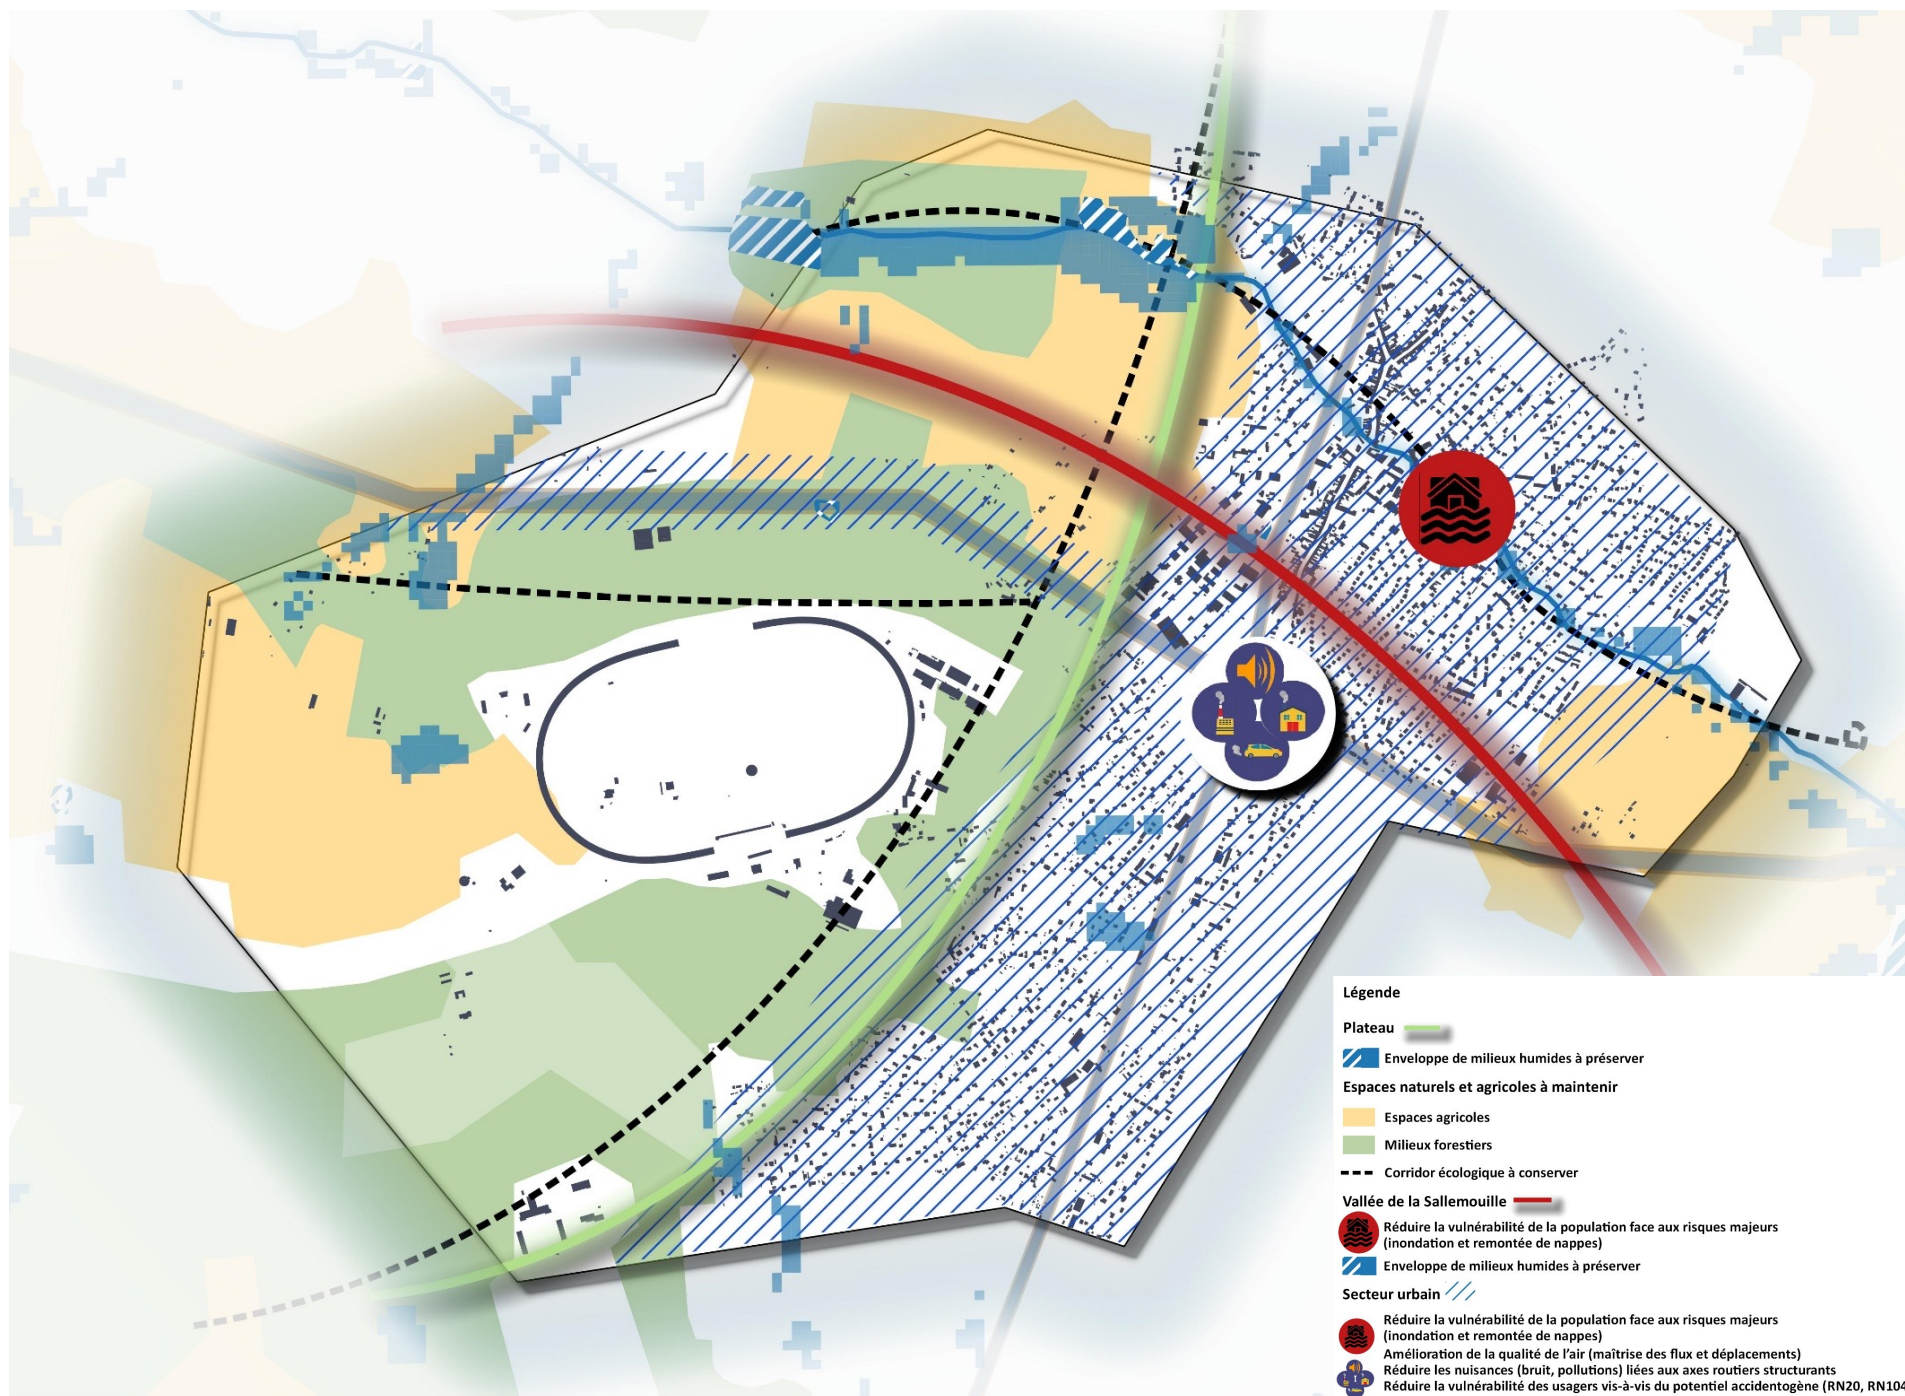 Légende
Plateau
Enveloppe de milieux humides à préserver
Espaces naturels et agricoles à maintenir
Espaces agricoles
Milieux forestiers
Corridor écologique à conserver
Vallée de la Sallemouille
Réduire la vulnérabilité de la population face aux risques majeurs
(inondation et remontée de nappes)
Enveloppe de milieux humides à préserver
Secteur urbain
Réduire la vulnérabilité de la population face aux risques majeurs
(inondation et remontée de nappes)
Amélioration de la qualité de l'air (maîtrise des flux et déplacements)
Réduire les nuisances (bruit, pollutions) liées aux axes routiers structurants
Réduire la vulnérabilité des usagers vis-à-vis du potentiel accidentogène (RN20, RN104